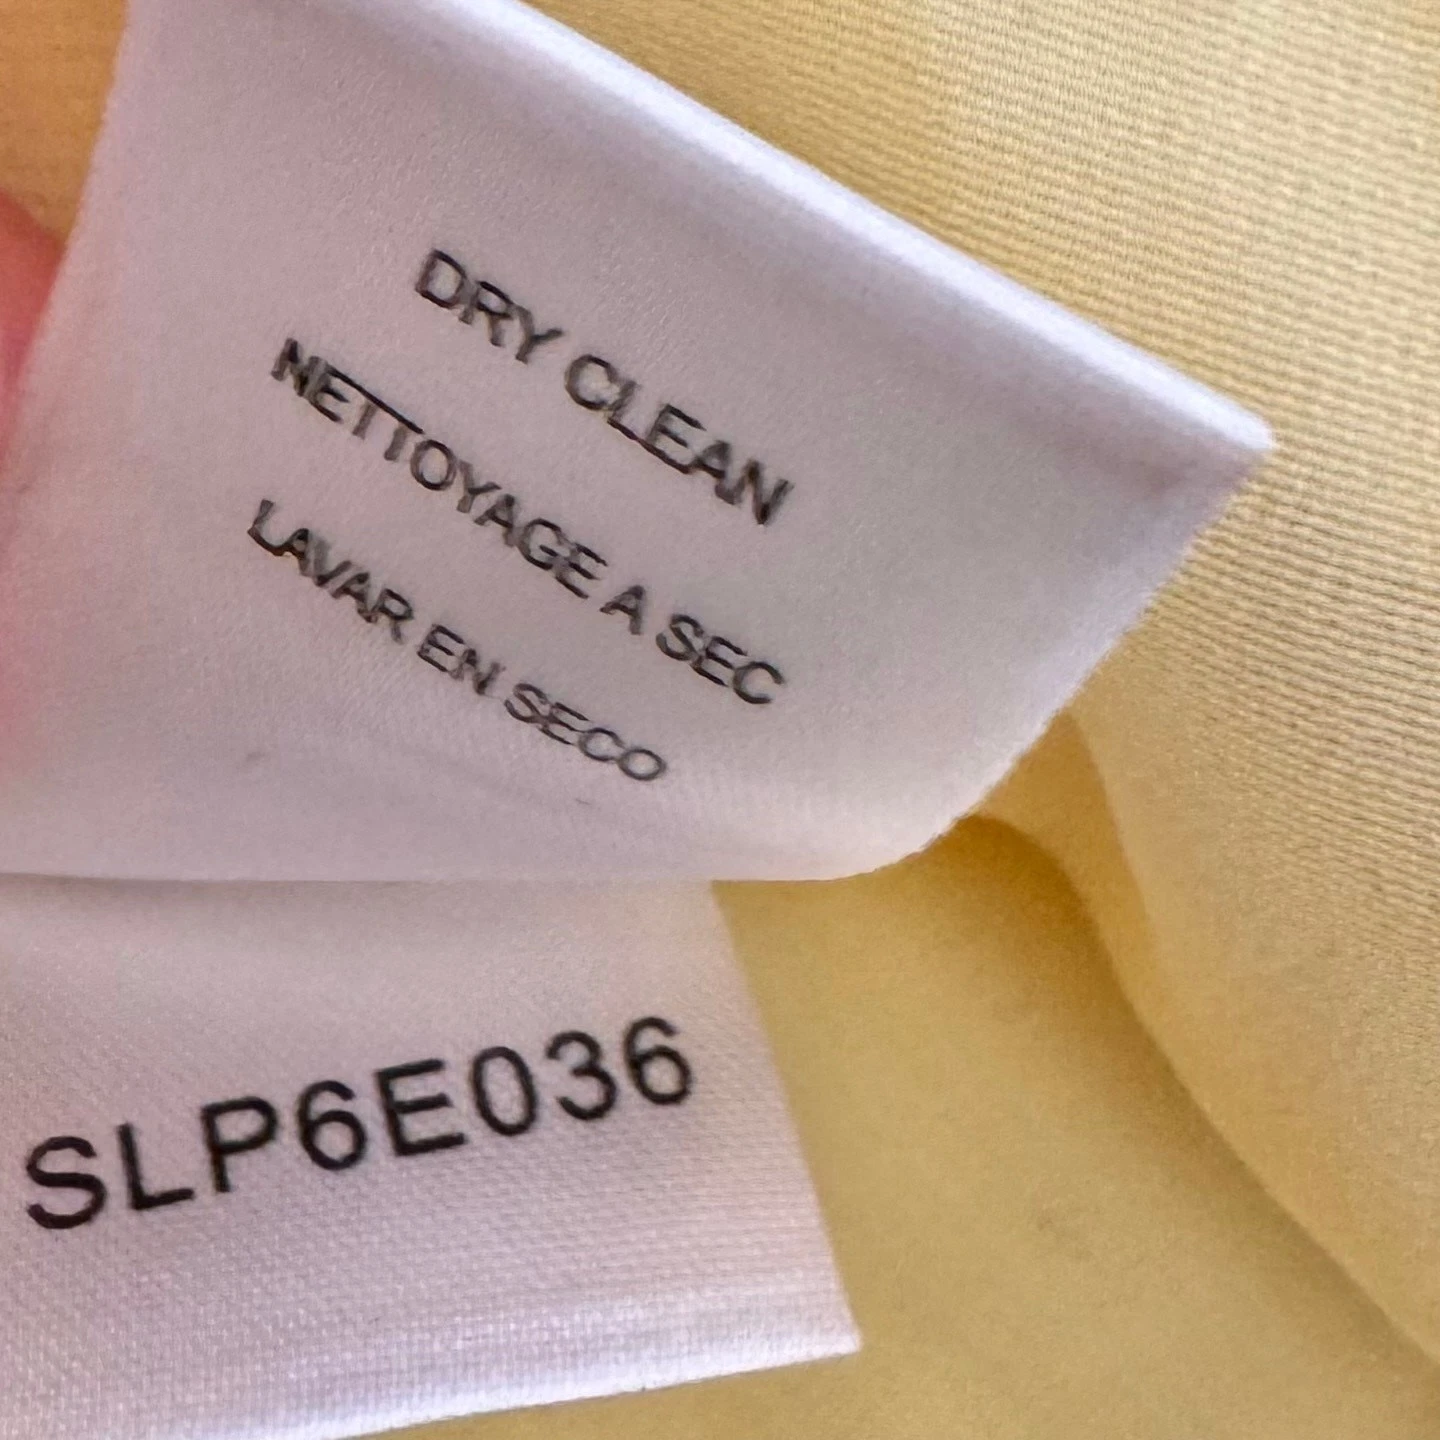 DRY CLEAN
NETTOYAGE A SEC
LAVAR EN SECO
SLP6E036